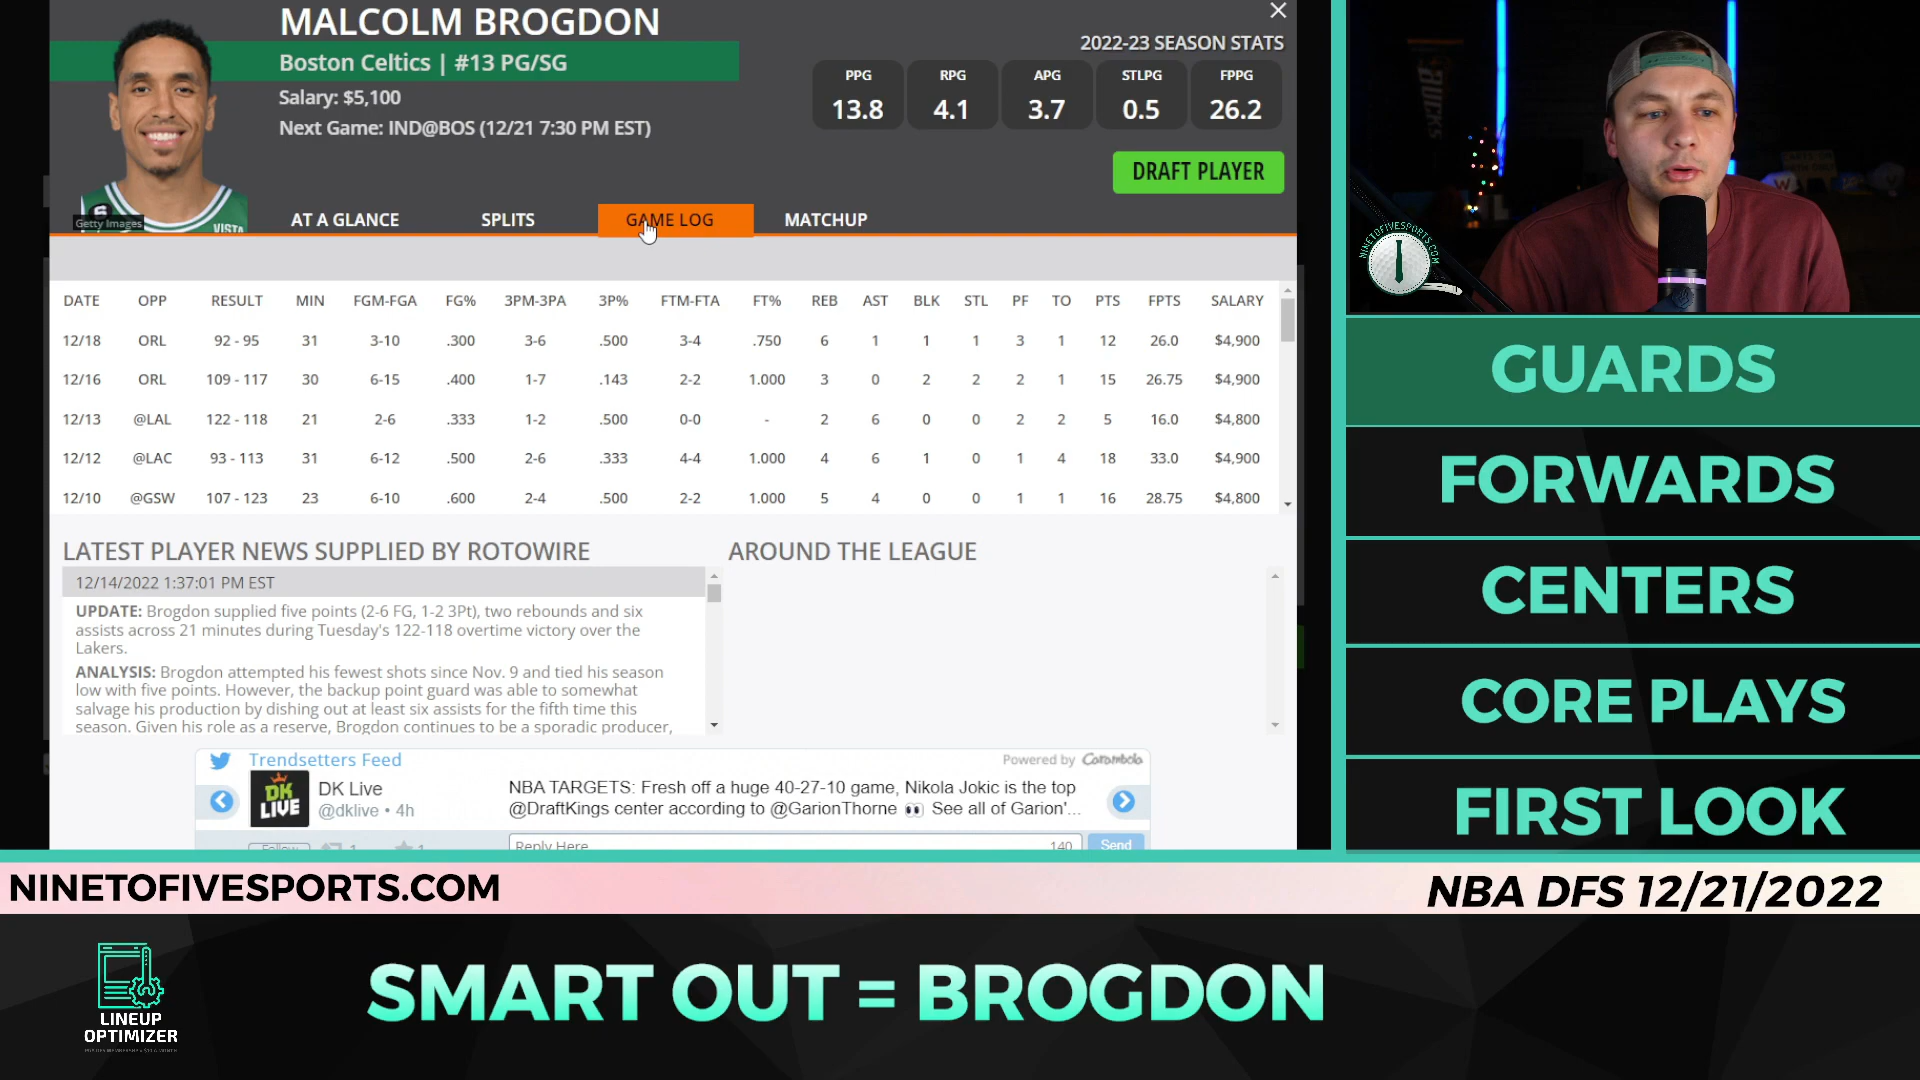 MALCOLM BROGDON
Boston Celtics | #13 PG/SG
Salary: $5,100
Next Game: IND@BOS (12/21 7:30 PM EST)
2022-23 SEASON STATS
PPG RPG APG STLPG FPPG
13.8 4.1 3.7 0.5 26.2
DRAFT PLAYER
Getty Images
AT A GLANCE SPLITS GAME LOG MATCHUP
DATE OPP RESULT MIN FGM-FGA FG% 3PM-3PA 3P% FTM-FTA FT% REB AST BLK STL PF TO PTS FPTS SALARY
12/18 ORL 92 - 95 31 3-10 .300 3-6 .500 3-4 .750 6 1 1 1 3 1 12 26.0 $4,900
12/16 ORL 109 - 117 30 6-15 .400 1-7 .143 2-2 1.000 3 0 2 2 2 1 15 26.75 $4,900
12/13 @LAL 122 - 118 21 2-6 .333 1-2 .500 0-0 - 2 6 0 0 2 2 5 16.0 $4,800
12/12 @LAC 93 - 113 31 6-12 .500 2-6 .333 4-4 1.000 4 6 1 0 1 4 18 33.0 $4,900
12/10 @GSW 107 - 123 23 6-10 .600 2-4 .500 2-2 1.000 5 4 0 0 1 1 16 28.75 $4,800
LATEST PLAYER NEWS SUPPLIED BY ROTOWIRE
12/14/2022 1:37:01 PM EST
UPDATE: Brogdon supplied five points (2-6 FG, 1-2 3Pt), two rebounds and six
assists across 21 minutes during Tuesday's 122-118 overtime victory over the
Lakers.
ANALYSIS: Brogdon attempted his fewest shots since Nov. 9 and tied his season
low with five points. However, the backup point guard was able to somewhat
salvage his production by dishing out at least six assists for the fifth time this
season. Given his role as a reserve, Brogdon continues to be a sporadic producer,
AROUND THE LEAGUE
Trendsetters Feed
Powered by Carambola
DK LIVE
DK Live
@dklive • 4h
NBA TARGETS: Fresh off a huge 40-27-10 game, Nikola Jokic is the top
@DraftKings center according to @GarionThorne 👀 See all of Garion'...
Follow 1 1
Reply Here 140 Send
VISTA
BUCKS
NINETOFIVESPORTS.COM
GUARDS
FORWARDS
CENTERS
CORE PLAYS
FIRST LOOK
NINETOFIVESPORTS.COM
NBA DFS 12/21/2022
LINEUP
OPTIMIZER
SMART OUT = BROGDON